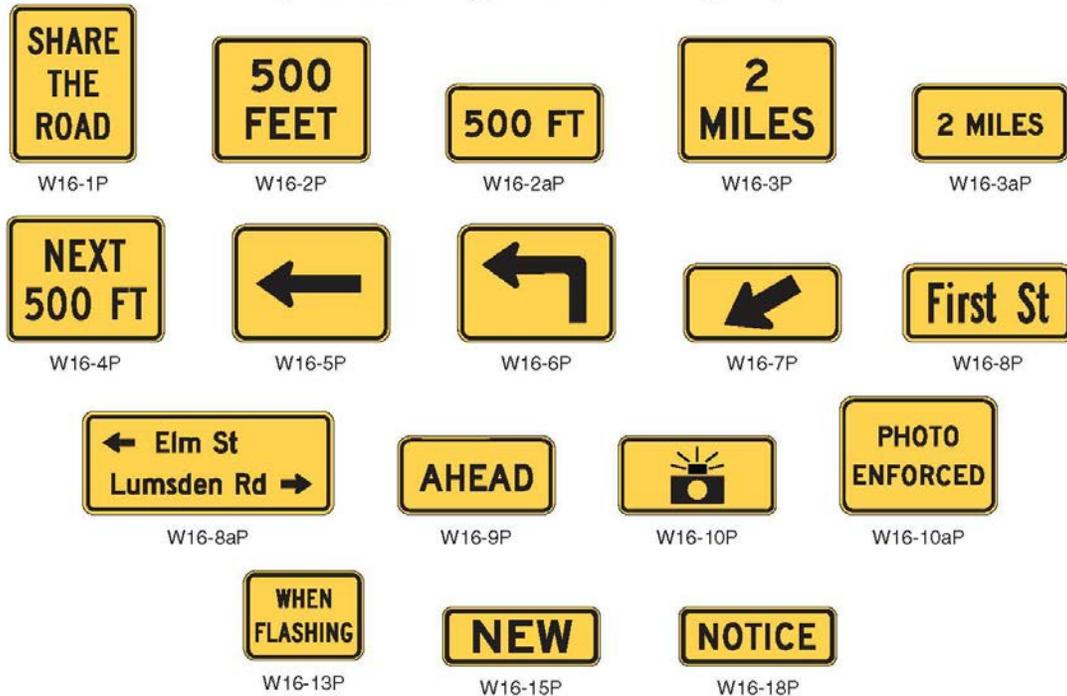 SHARE
THE
ROAD
W16-1P
500
FEET
W16-2P
500 FT
W16-2aP
2
MILES
W16-3P
2 MILES
W16-3aP
NEXT
500 FT
W16-4P
W16-5P
W16-6P
W16-7P
First St
W16-8P
Elm St
Lumsden Rd
W16-8aP
AHEAD
W16-9P
W16-10P
PHOTO
ENFORCED
W16-10aP
WHEN
FLASHING
W16-13P
NEW
W16-15P
NOTICE
W16-18P